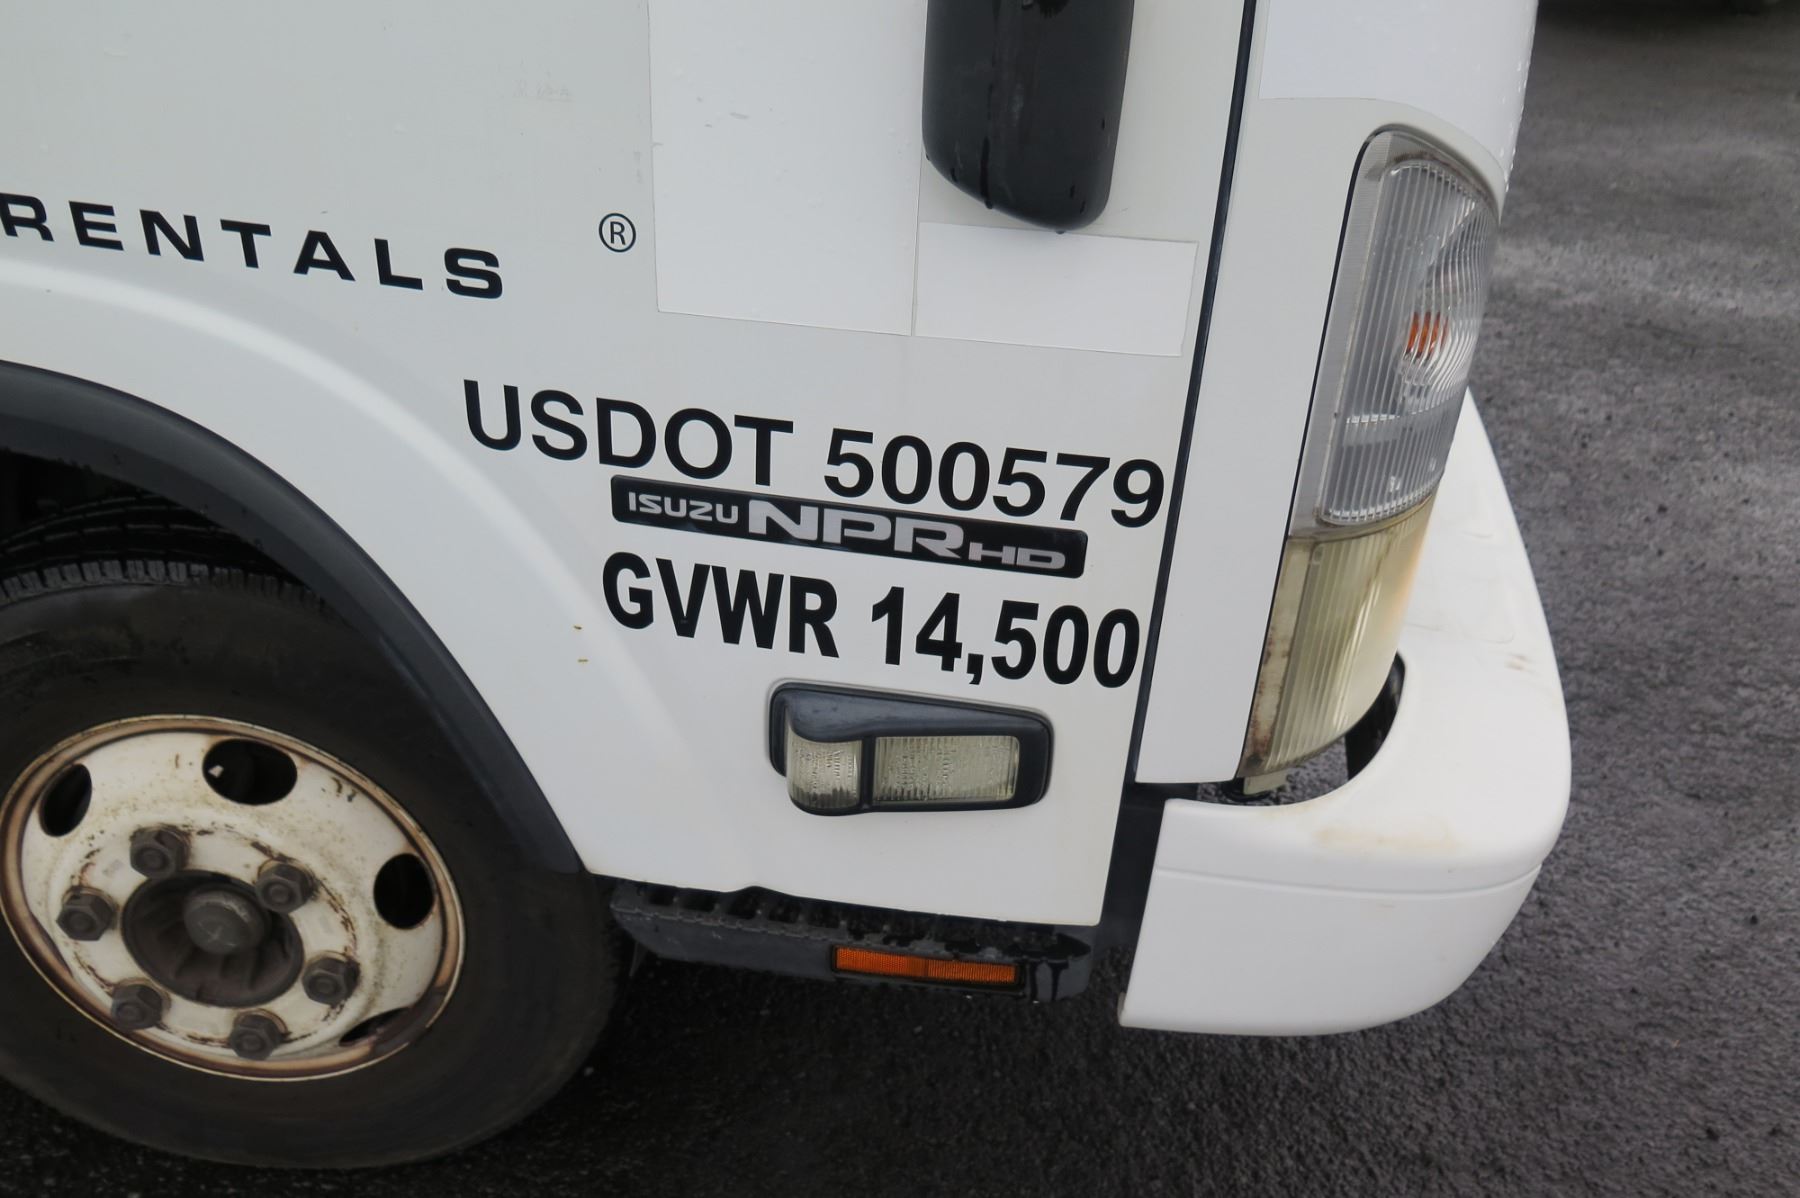 RENTALS ®
USDOT 500579
ISUZU NPR HD
GVWR 14,500